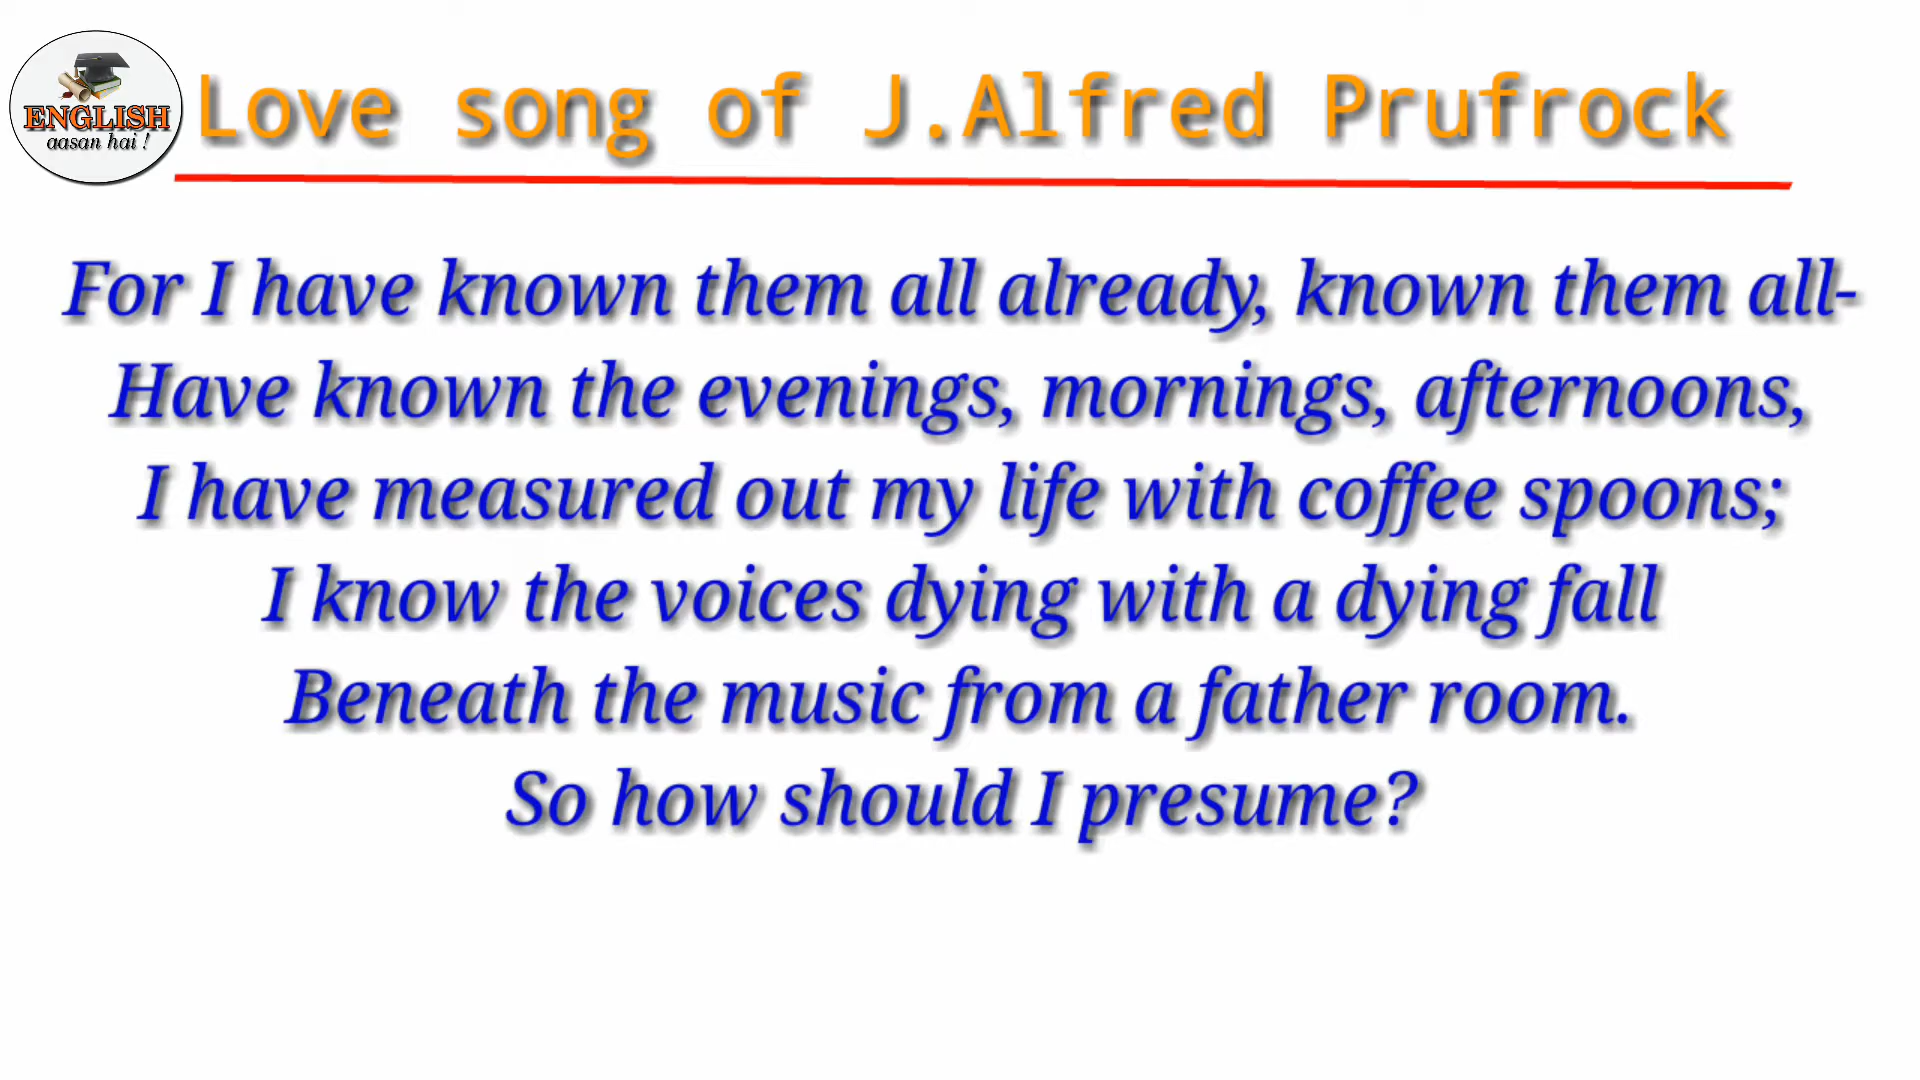 ENGLISH
aasan hai !
Love song of J.Alfred Prufrock
For I have known them all already, known them all-
Have known the evenings, mornings, afternoons,
I have measured out my life with coffee spoons;
I know the voices dying with a dying fall
Beneath the music from a father room.
So how should I presume?